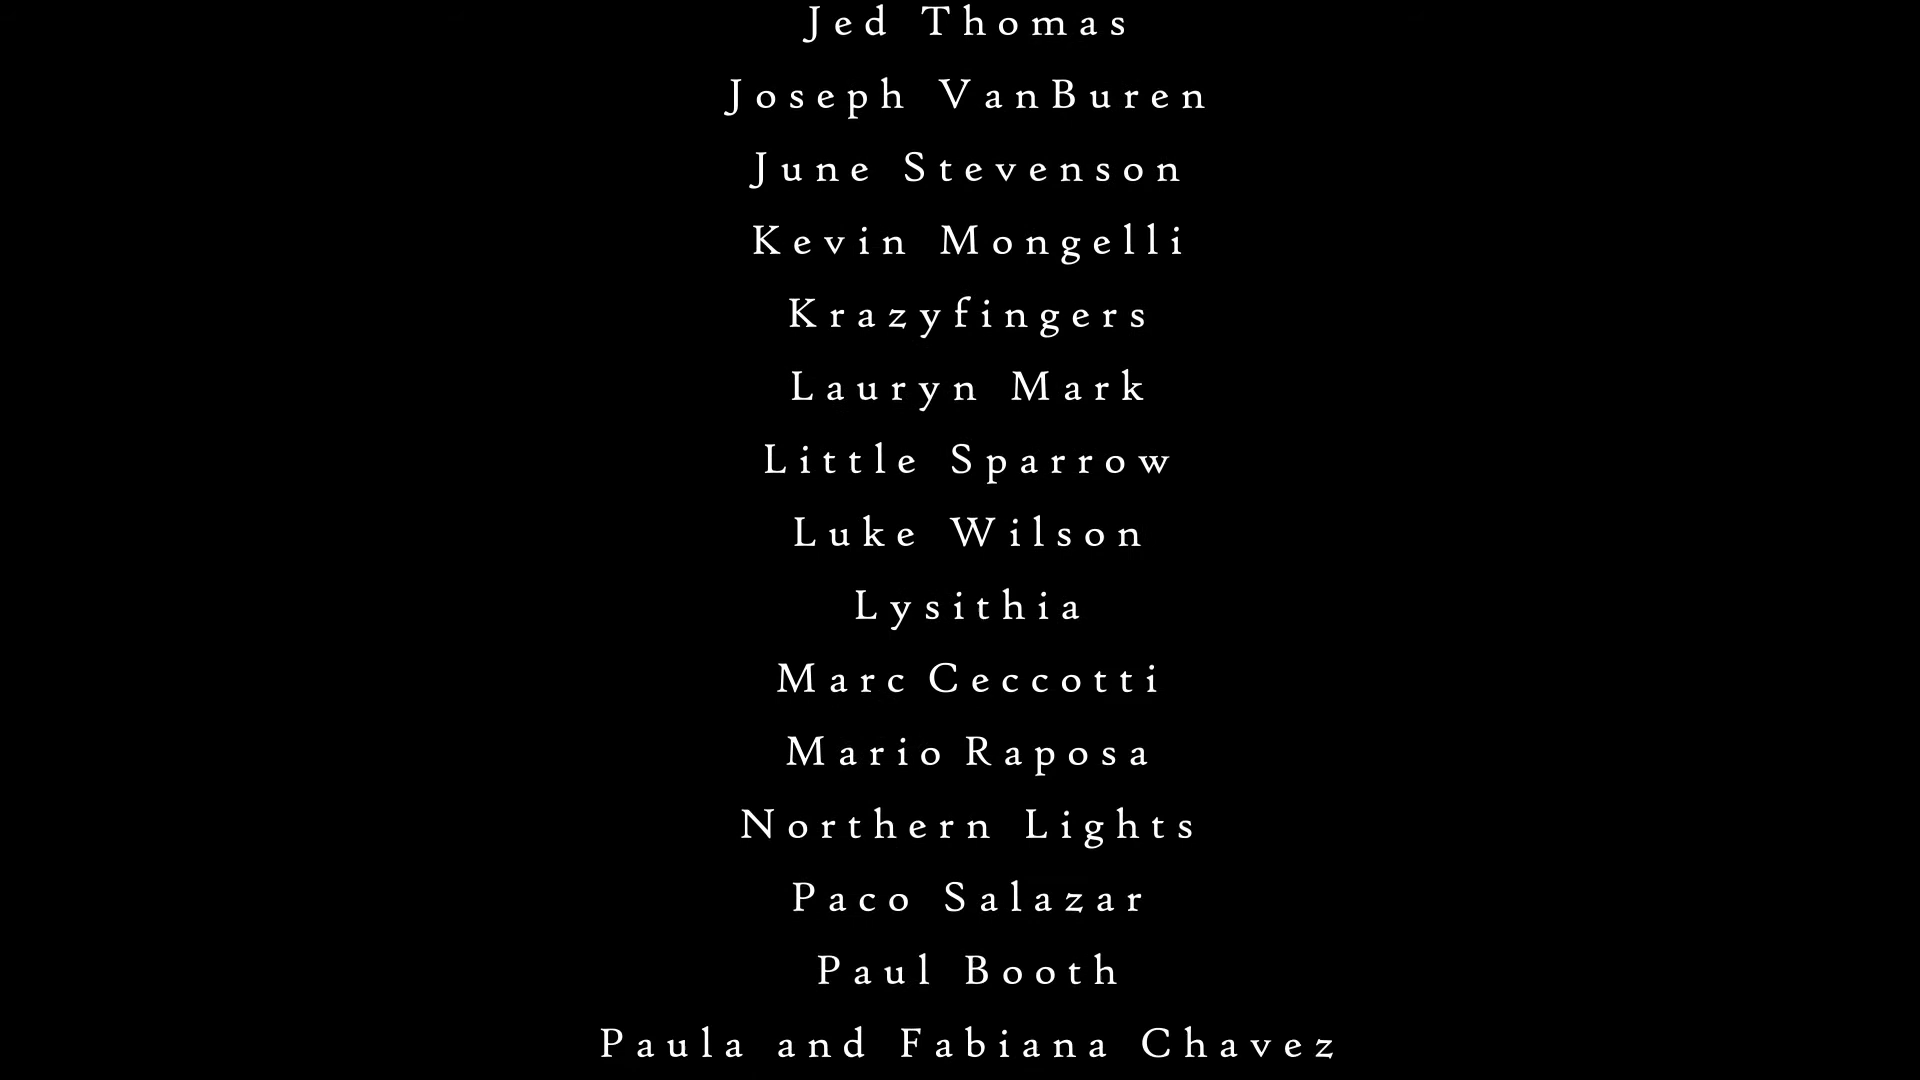 Jed Thomas
Joseph VanBuren
June Stevenson
Kevin Mongelli
Krazyfingers
Lauryn Mark
Little Sparrow
Luke Wilson
Lysithia
Marc Ceccotti
Mario Raposa
Northern Lights
Paco Salazar
Paul Booth
Paula and Fabiana Chavez